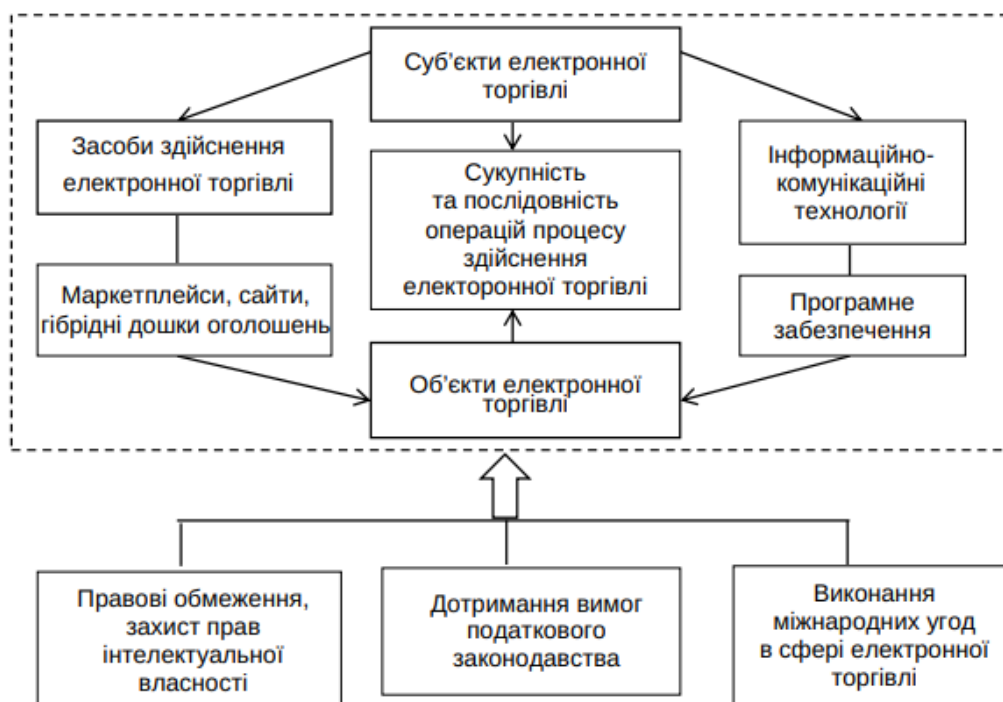 Суб’єкти електронної
торгівлі
Засоби здійснення
електронної торгівлі
Сукупність
та послідовність
операцій процесу
здійснення
електоронної торгівлі
Інформаційно-
комунікаційні
технології
Маркетплейси, сайти,
гібрідні дошки оголошень
Програмне
забезпечення
Об’єкти електронної
торгівлі
Правові обмеження,
захист прав
інтелектуальної
власності
Дотримання вимог
податкового
законодавства
Виконання
міжнародних угод
в сфері електронної
торгівлі